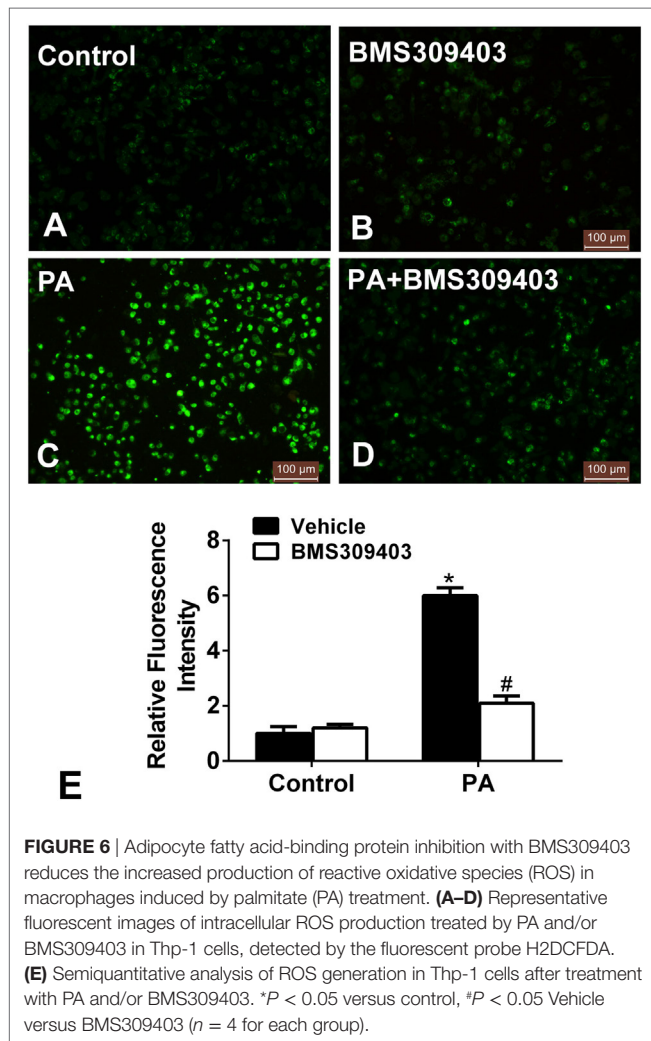 Control
BMS309403
A
B
100 µm
PA
PA+BMS309403
C
100 µm
D
100 µm
Vehicle
BMS309403
Relative Fluorescence
Intensity
8
6
4
2
0
*
#
Control
PA
E
FIGURE 6 | Adipocyte fatty acid-binding protein inhibition with BMS309403
reduces the increased production of reactive oxidative species (ROS) in
macrophages induced by palmitate (PA) treatment. (A–D) Representative
fluorescent images of intracellular ROS production treated by PA and/or
BMS309403 in Thp-1 cells, detected by the fluorescent probe H2DCFDA.
(E) Semiquantitative analysis of ROS generation in Thp-1 cells after treatment
with PA and/or BMS309403. *P < 0.05 versus control, #P < 0.05 Vehicle
versus BMS309403 (n = 4 for each group).